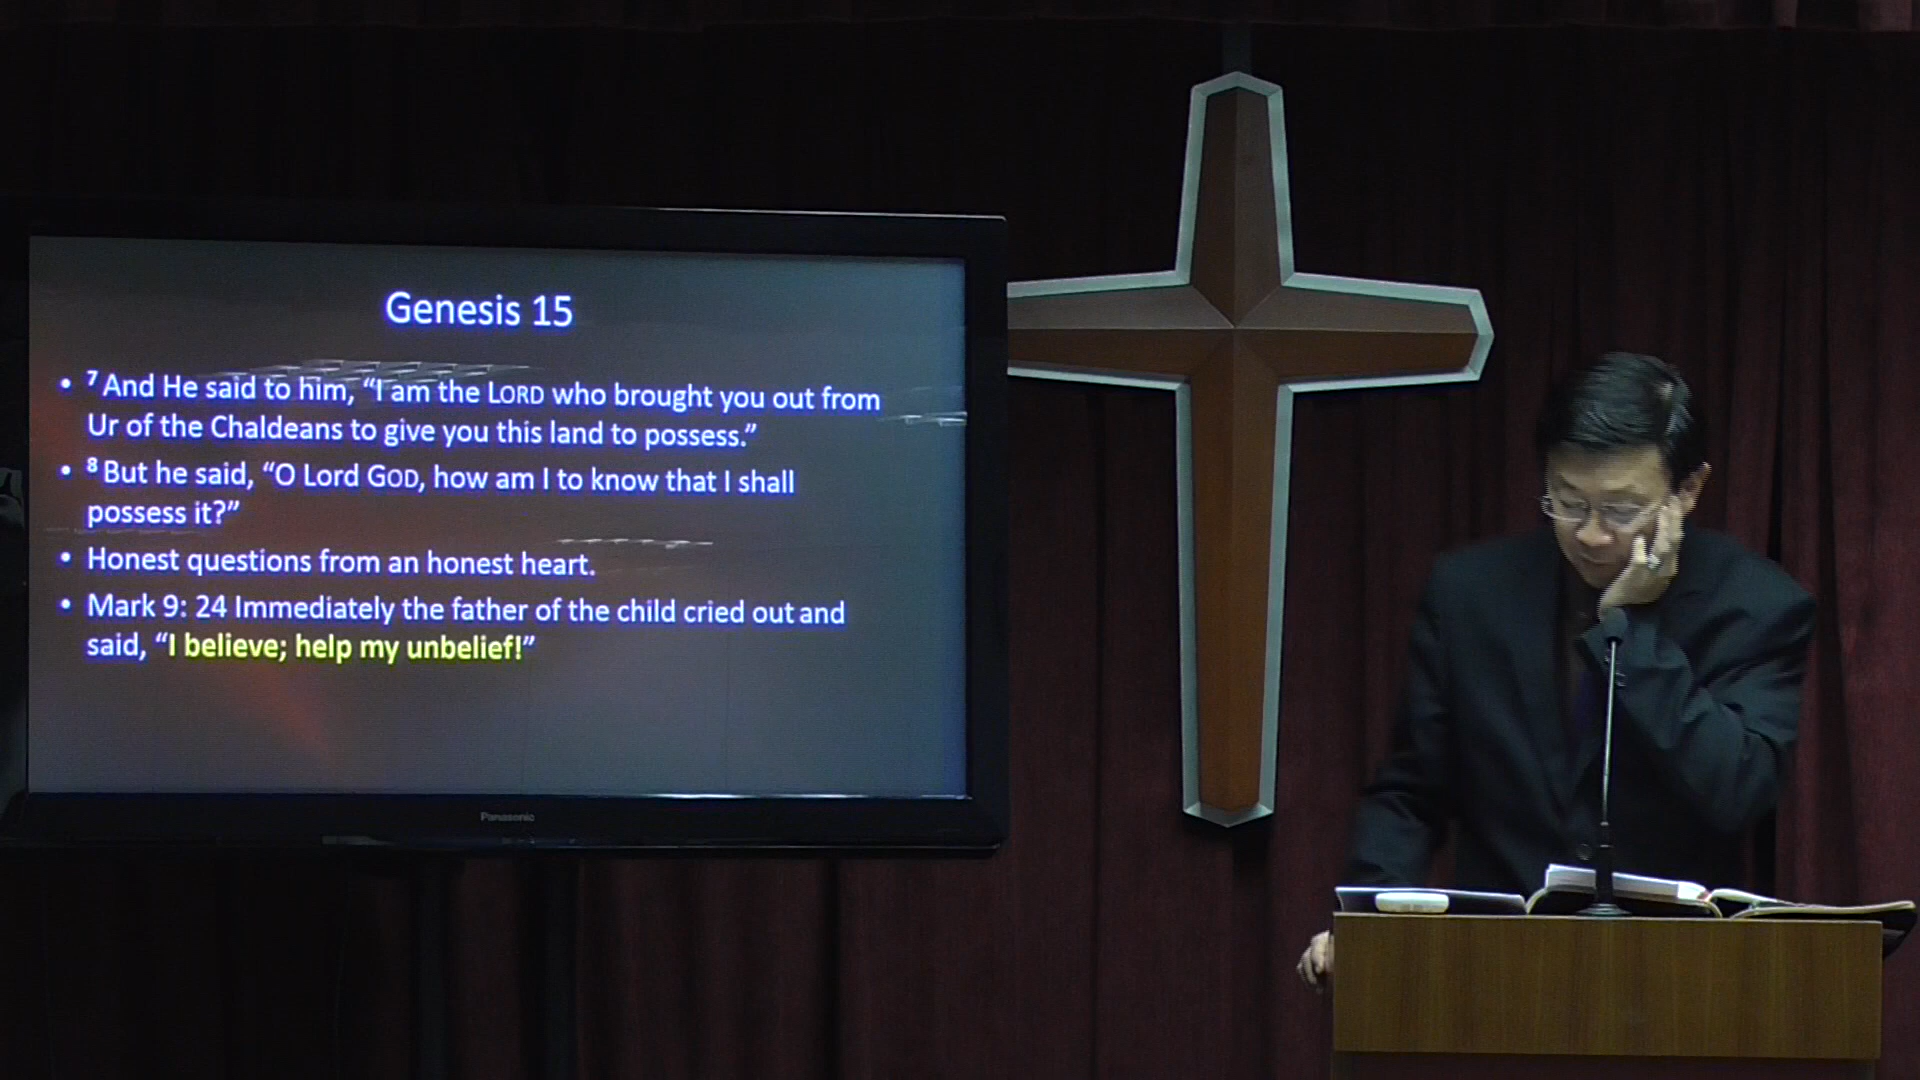 Genesis 15
• ⁷ And He said to him, “I am the LORD who brought you out from
Ur of the Chaldeans to give you this land to possess.”
• ⁸ But he said, “O Lord GOD, how am I to know that I shall
possess it?”
• Honest questions from an honest heart.
• Mark 9: 24 Immediately the father of the child cried out and
said, “I believe; help my unbelief!”
Panasonic